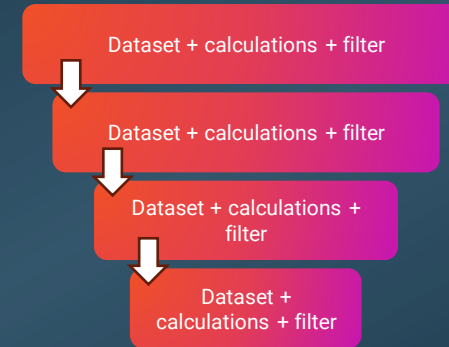 Dataset + calculations + filter
Dataset + calculations + filter
Dataset + calculations +
filter
Dataset +
calculations + filter